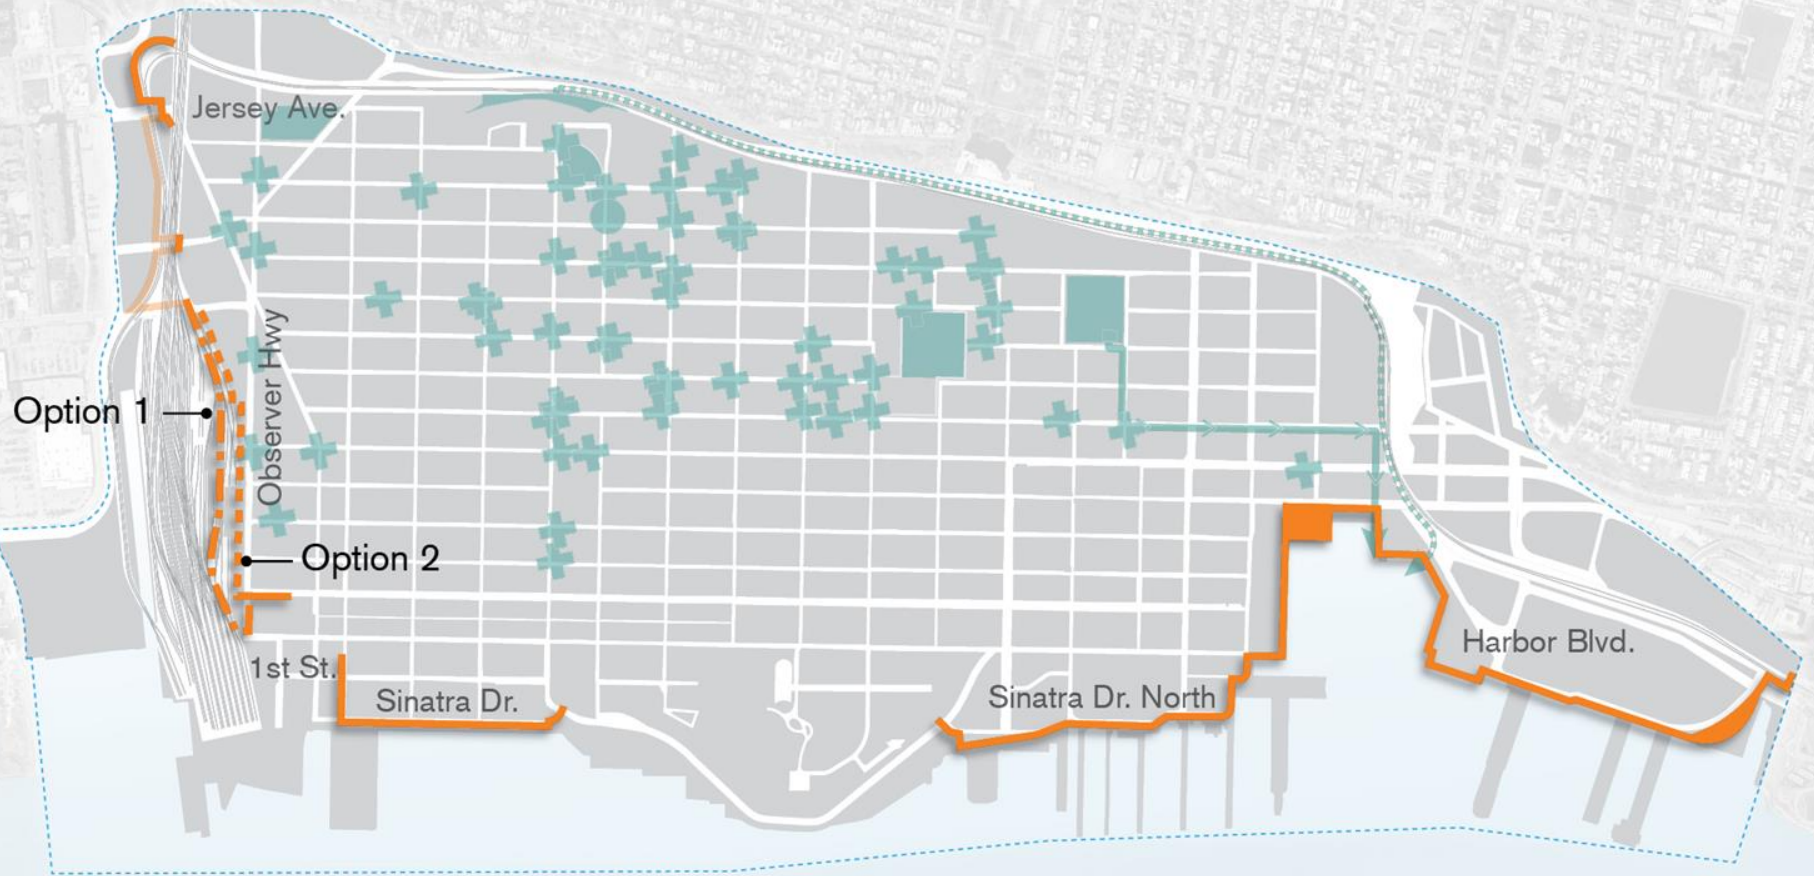 Jersey Ave.
Observer Hwy
Option 1
Option 2
1st St.
Sinatra Dr.
Sinatra Dr. North
Harbor Blvd.